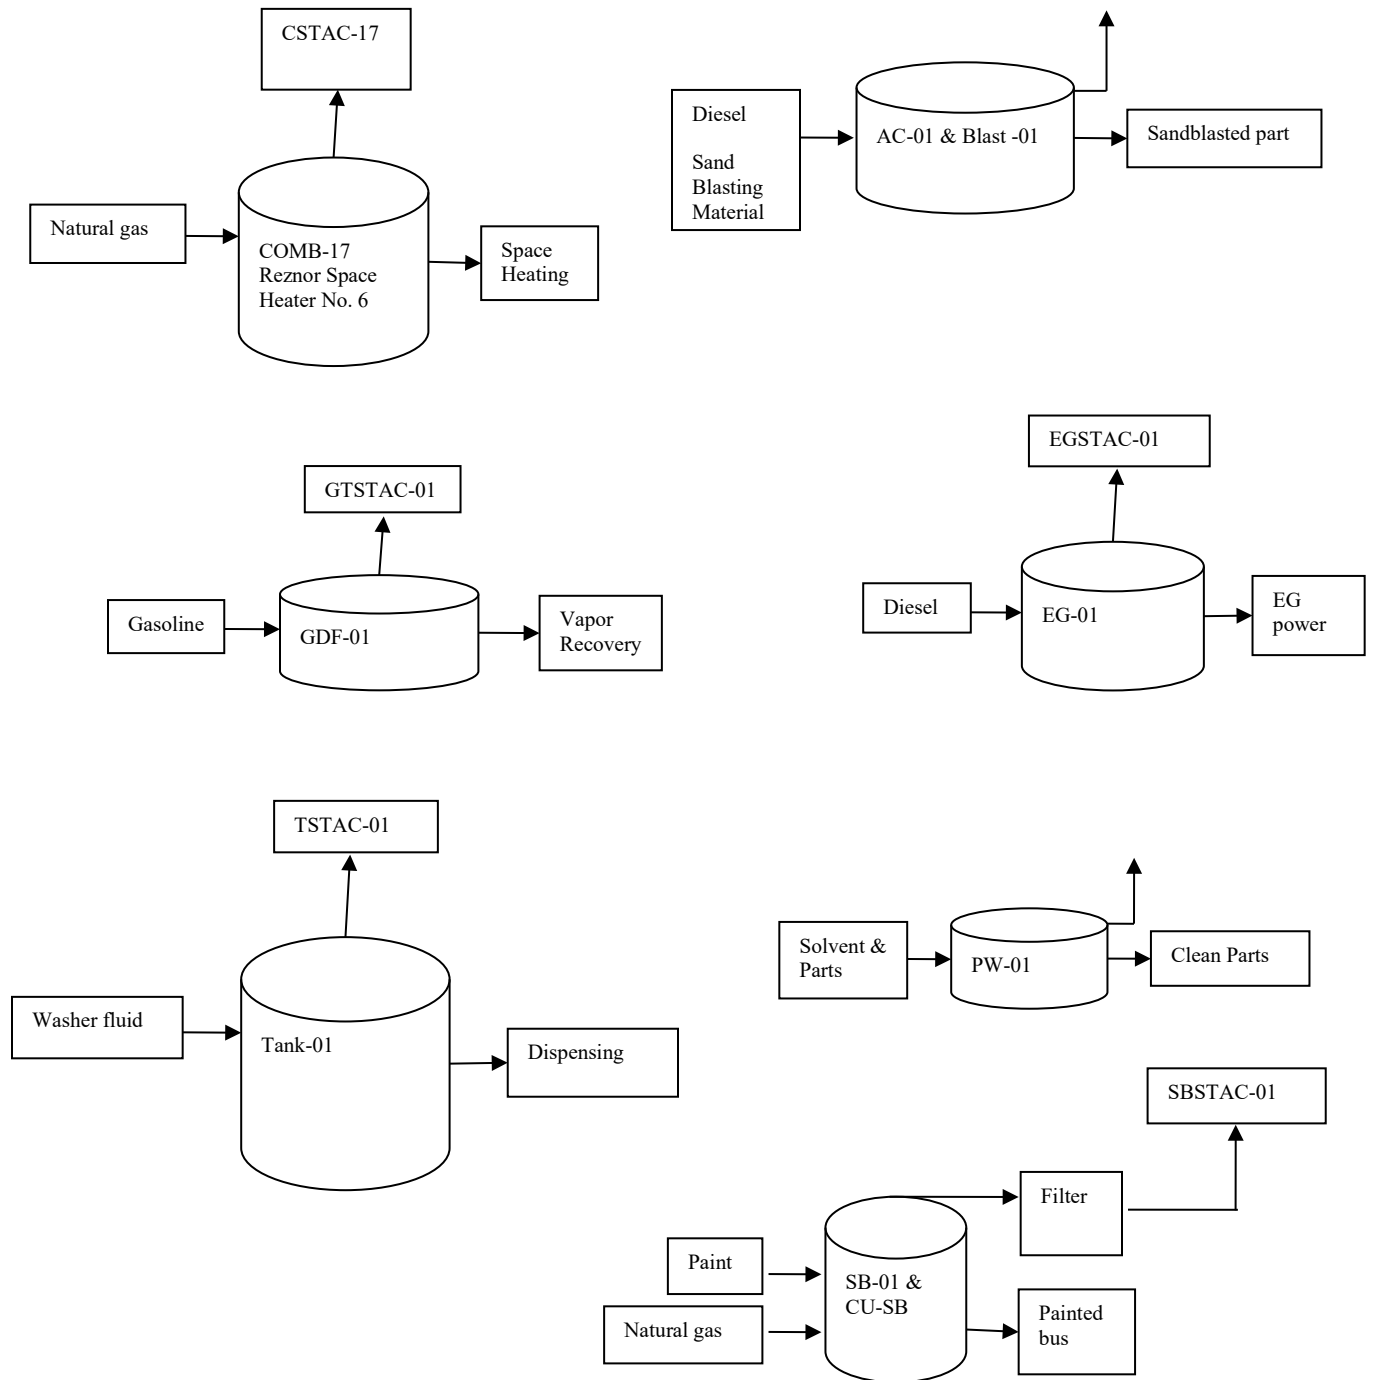 CSTAC-17
Natural gas
COMB-17
Reznor Space
Heater No. 6
Space
Heating
Diesel
Sand
Blasting
Material
AC-01 & Blast -01
Sandblasted part
GTSTAC-01
Gasoline
GDF-01
Vapor
Recovery
EGSTAC-01
Diesel
EG-01
EG
power
TSTAC-01
Washer fluid
Tank-01
Dispensing
Solvent &
Parts
PW-01
Clean Parts
SBSTAC-01
Filter
Paint
Natural gas
SB-01 &
CU-SB
Painted
bus